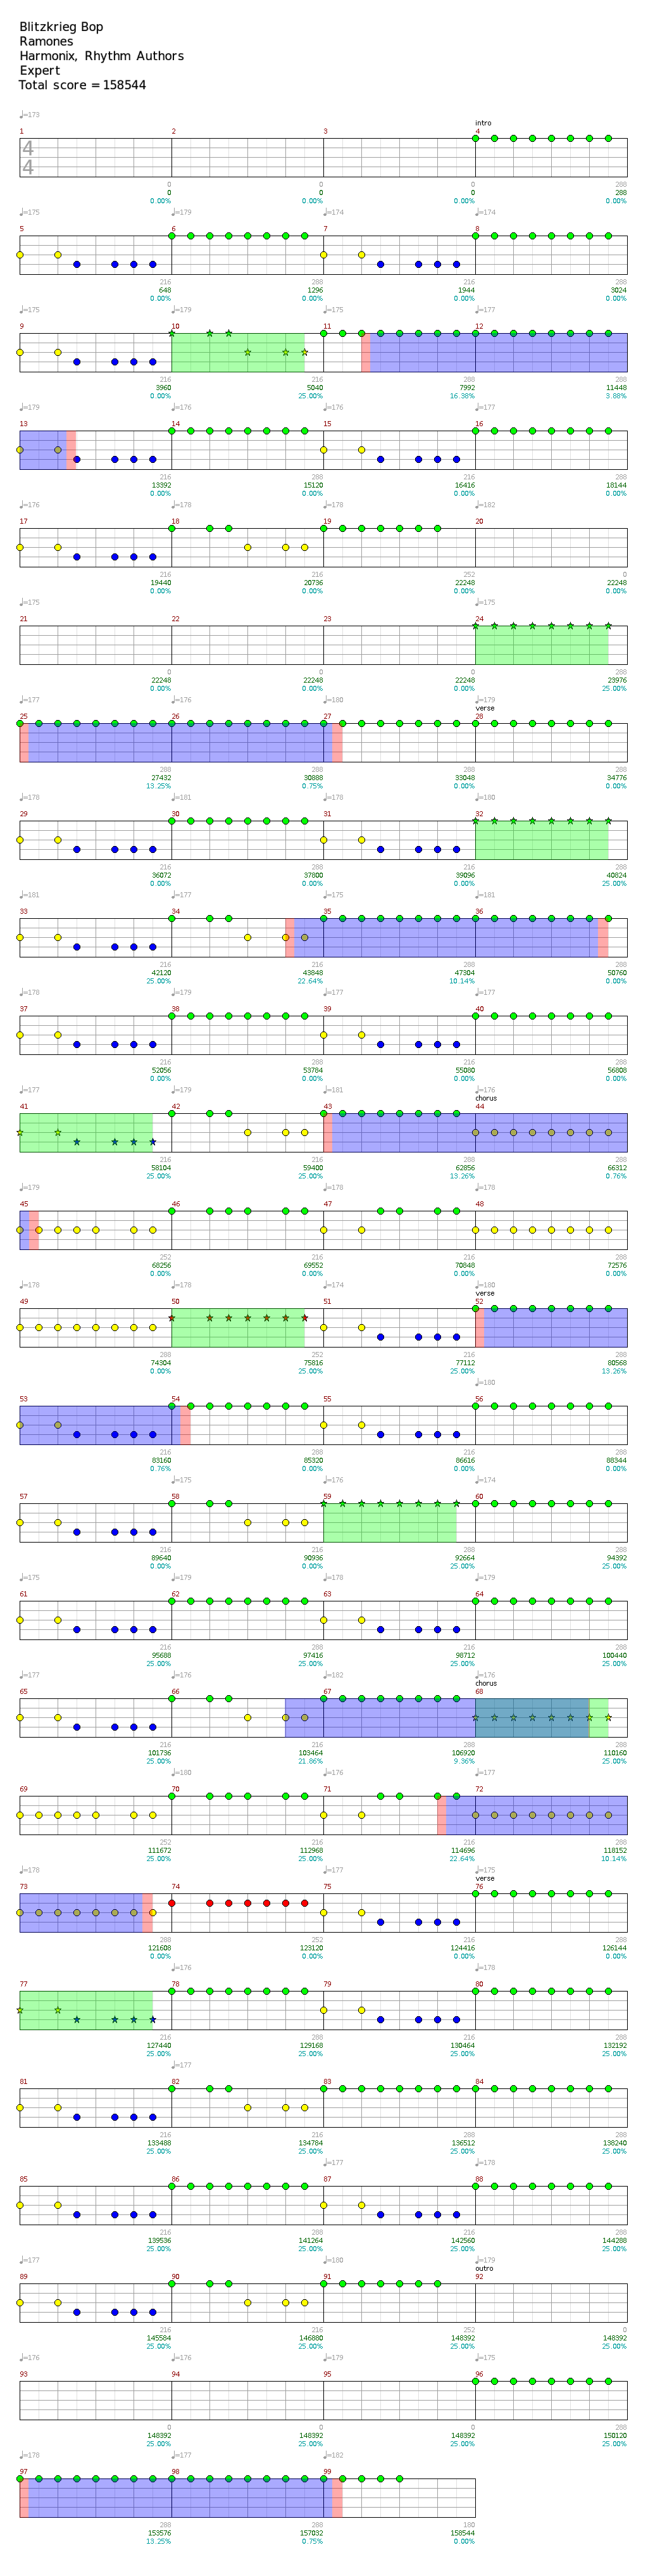 Blitzkrieg Bop
Ramones
Harmonix, Rhythm Authors
Expert
Total score = 158544
♩=173
intro
1 2 3 4
4
4
0 0 0 288
0 0 0 288
0.00% 0.00% 0.00% 0.00%
♩=175 ♩=179 ♩=174 ♩=174
5 6 7 8
216 288 216 288
648 1296 1944 3024
0.00% 0.00% 0.00% 0.00%
♩=175 ♩=179 ♩=175 ♩=177
9 10 11 12
216 216 288 288
3960 5040 7992 11448
0.00% 25.00% 16.38% 3.88%
♩=179 ♩=176 ♩=176 ♩=177
13 14 15 16
216 288 216 288
13392 15120 16416 18144
0.00% 0.00% 0.00% 0.00%
♩=176 ♩=178 ♩=178 ♩=182
17 18 19 20
216 216 252 0
19440 20736 22248 22248
0.00% 0.00% 0.00% 0.00%
♩=175 ♩=175
21 22 23 24
0 0 0 288
22248 22248 22248 23976
0.00% 0.00% 0.00% 25.00%
♩=177 ♩=176 ♩=180 ♩=179
verse
25 26 27 28
288 288 288 288
27432 30888 33048 34776
13.25% 0.75% 0.00% 0.00%
♩=178 ♩=181 ♩=178 ♩=180
29 30 31 32
216 288 216 288
36072 37800 39096 40824
0.00% 0.00% 0.00% 25.00%
♩=181 ♩=177 ♩=175 ♩=181
33 34 35 36
216 216 288 288
42120 43848 47304 50760
25.00% 22.64% 10.14% 0.00%
♩=178 ♩=179 ♩=177 ♩=177
37 38 39 40
216 288 216 288
52056 53784 55080 56808
0.00% 0.00% 0.00% 0.00%
♩=177 ♩=179 ♩=181 ♩=176
chorus
41 42 43 44
216 216 288 288
58104 59400 62856 66312
25.00% 25.00% 13.26% 0.76%
♩=179 ♩=176 ♩=178 ♩=178
45 46 47 48
252 216 216 288
68256 69552 70848 72576
0.00% 0.00% 0.00% 0.00%
♩=178 ♩=178 ♩=174 ♩=180
verse
49 50 51 52
288 252 216 288
74304 75816 77112 80568
0.00% 25.00% 25.00% 13.26%
♩=180
53 54 55 56
216 288 216 288
83160 85320 86616 88344
0.76% 0.00% 0.00% 0.00%
♩=175 ♩=176 ♩=174
57 58 59 60
216 216 288 288
89640 90936 92664 94392
0.00% 0.00% 25.00% 25.00%
♩=175 ♩=179 ♩=178 ♩=179
61 62 63 64
216 288 216 288
95688 97416 98712 100440
25.00% 25.00% 25.00% 25.00%
♩=177 ♩=176 ♩=182 ♩=176
chorus
65 66 67 68
216 216 288 288
101736 103464 106920 110160
25.00% 21.86% 9.36% 25.00%
♩=180 ♩=176 ♩=177
69 70 71 72
252 216 216 288
111672 112968 114696 118152
25.00% 25.00% 22.64% 10.14%
♩=178 ♩=177 ♩=175
verse
73 74 75 76
288 252 216 288
121608 123120 124416 126144
0.00% 0.00% 0.00% 0.00%
♩=176 ♩=178
77 78 79 80
216 288 216 288
127440 129168 130464 132192
25.00% 25.00% 25.00% 25.00%
♩=177
81 82 83 84
216 216 288 288
133488 134784 136512 138240
25.00% 25.00% 25.00% 25.00%
♩=177 ♩=178
85 86 87 88
216 288 216 288
139536 141264 142560 144288
25.00% 25.00% 25.00% 25.00%
♩=177 ♩=180 ♩=179
outro
89 90 91 92
216 216 252 0
145584 146880 148392 148392
25.00% 25.00% 25.00% 25.00%
♩=176 ♩=176 ♩=179 ♩=175
93 94 95 96
0 0 0 288
148392 148392 148392 150120
25.00% 25.00% 25.00% 25.00%
♩=178 ♩=177 ♩=182
97 98 99
288 288 180
153576 157032 158544
13.25% 0.75% 0.00%